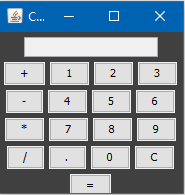 C...
+ 1 2 3
- 4 5 6
* 7 8 9
/ . 0 C
=